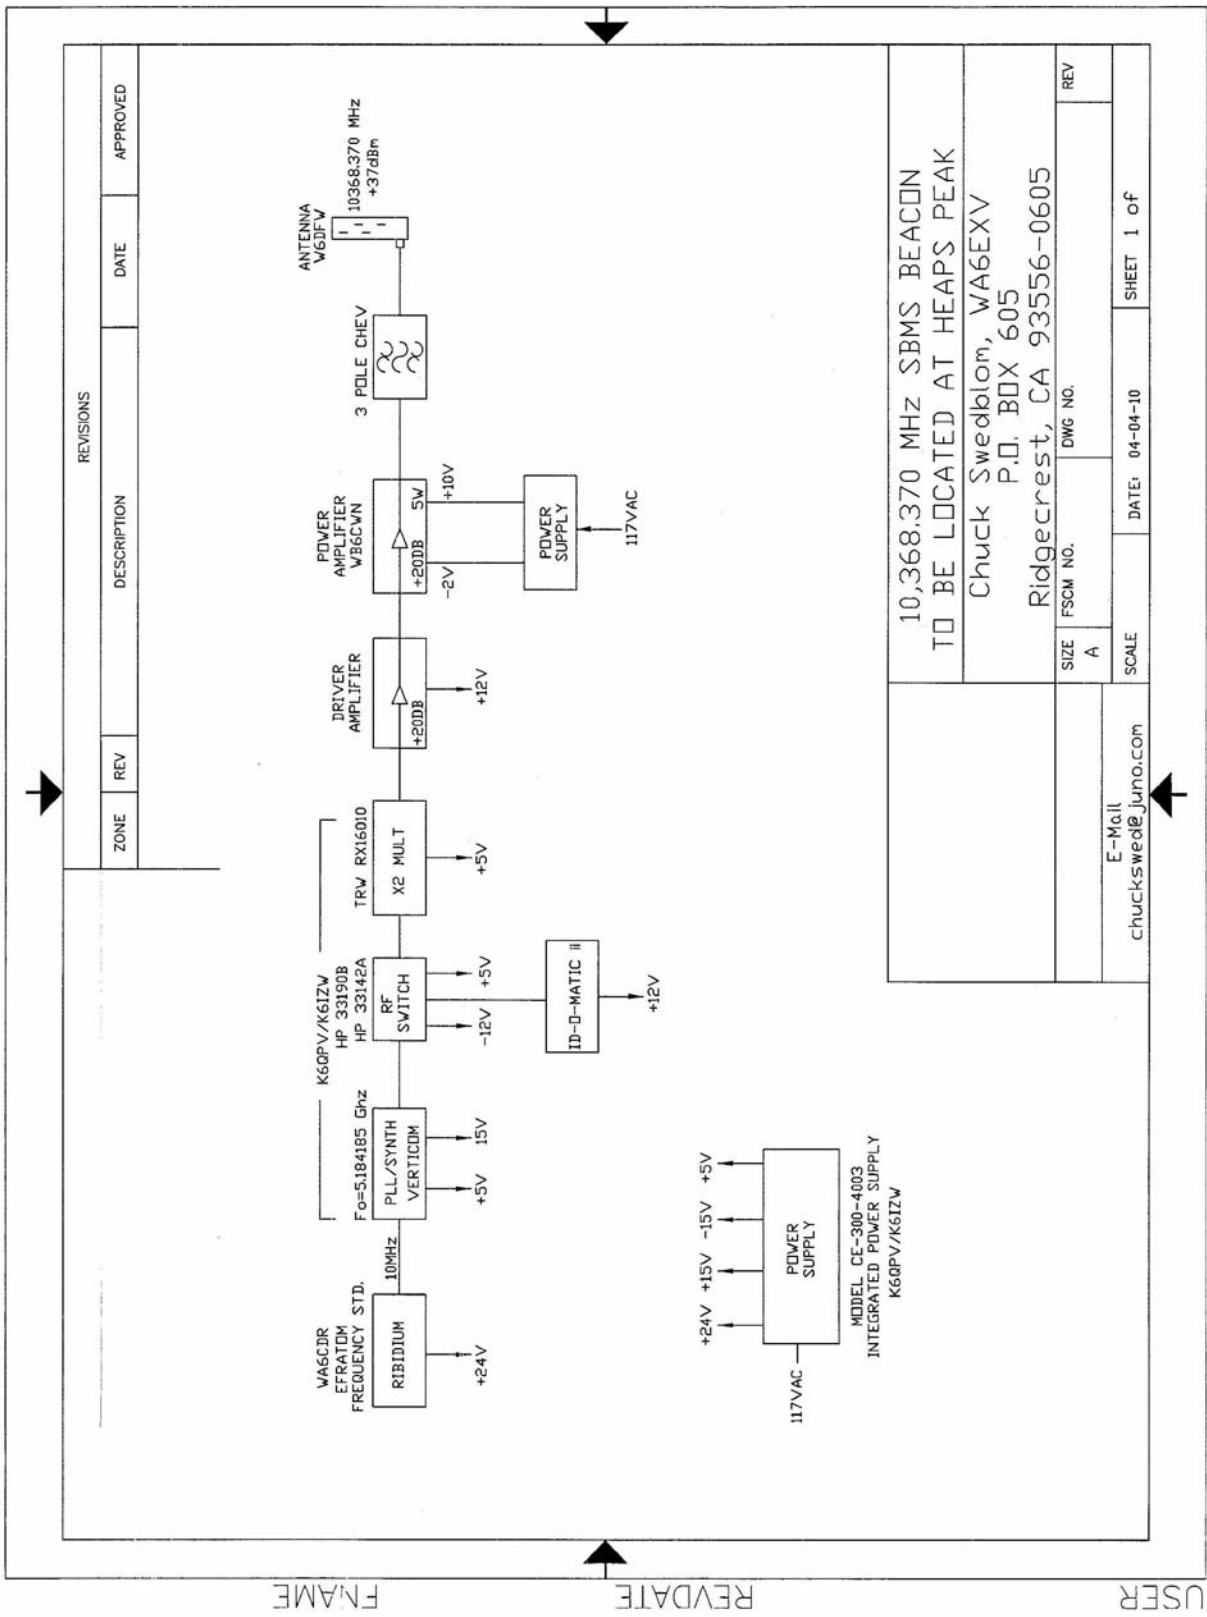 REVISIONS
ZONE REV DESCRIPTION DATE APPROVED
WA6CDR
EFRATOM
FREQUENCY STD.
RIBIDIUM
+24V
10MHz
Fo=5.184185 Ghz
PLL/SYNTH
VERTICOM
+5V 15V
K6QPV/K6IZW
HP 33190B
HP 33142A
RF
SWITCH
-12V +5V
ID-O-MATIC ii
+12V
TRW RX16010
X2 MULT
+5V
DRIVER
AMPLIFIER
+20DB
+12V
POWER
AMPLIFIER
WB6CWN
+20DB 5W
-2V +10V
POWER
SUPPLY
117VAC
3 POLE CHEV
ANTENNA
W6DFW
10368.370 MHz
+37dBm
+24V +15V -15V +5V
117VAC
POWER
SUPPLY
MODEL CE-300-4003
INTEGRATED POWER SUPPLY
K6QPV/K6IZW
10,368.370 MHz SBMS BEACON
TO BE LOCATED AT HEAPS PEAK
Chuck Swedblom, WA6EXV
P.O. BOX 605
Ridgecrest, CA 93556-0605
SIZE FSCM NO. DWG NO. REV
A
SCALE DATE: 04-04-10 SHEET 1 of
E-Mail
chuckswed@juno.com
FNAME
REVDATE
USER